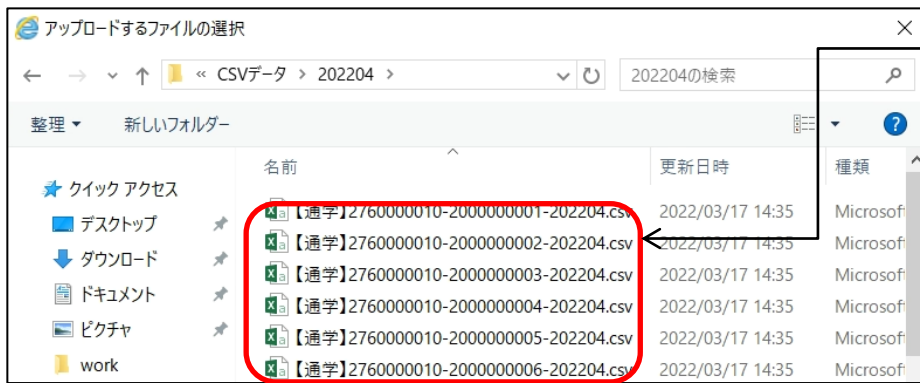 アップロードするファイルの選択
« CSVデータ > 202204 >
202204の検索
整理
新しいフォルダー
名前 更新日時 種類
クイック アクセス
デスクトップ
ダウンロード
ドキュメント
ピクチャ
work
【通学】2760000010-2000000001-202204.csv 2022/03/17 14:35 Microsoft
【通学】2760000010-2000000002-202204.csv 2022/03/17 14:35 Microsoft
【通学】2760000010-2000000003-202204.csv 2022/03/17 14:35 Microsoft
【通学】2760000010-2000000004-202204.csv 2022/03/17 14:35 Microsoft
【通学】2760000010-2000000005-202204.csv 2022/03/17 14:35 Microsoft
【通学】2760000010-2000000006-202204.csv 2022/03/17 14:35 Microsoft